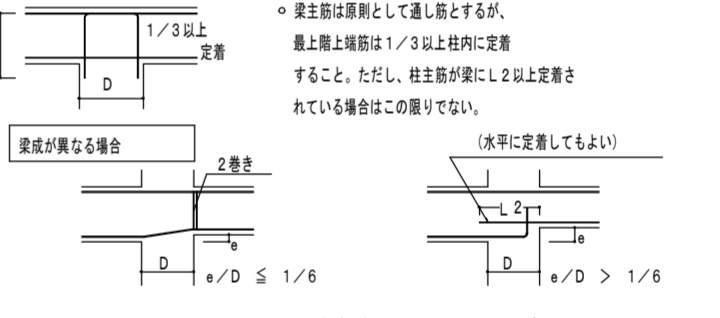 1/3以上
定着
D
○ 梁主筋は原則として通し筋とするが、
最上階上端筋は1/3以上柱内に定着
すること。ただし、柱主筋が梁にL2以上定着さ
れている場合はこの限りでない。
梁成が異なる場合
2巻き
e
D
e/D ≦ 1/6
(水平に定着してもよい)
L2
e
D
e/D > 1/6